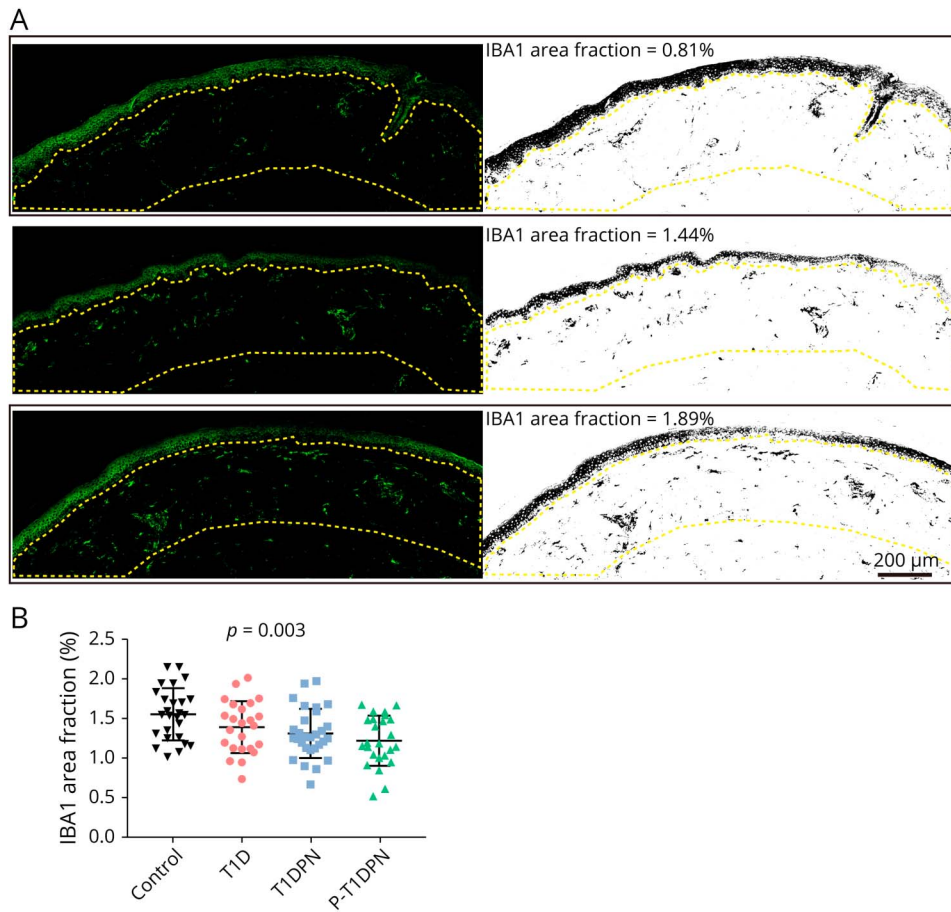 A
IBA1 area fraction = 0.81%
IBA1 area fraction = 1.44%
IBA1 area fraction = 1.89%
200 µm
B
p = 0.003
IBA1 area fraction (%)
2.5
2.0
1.5
1.0
0.5
0.0
Control
T1D
T1DPN
P-T1DPN